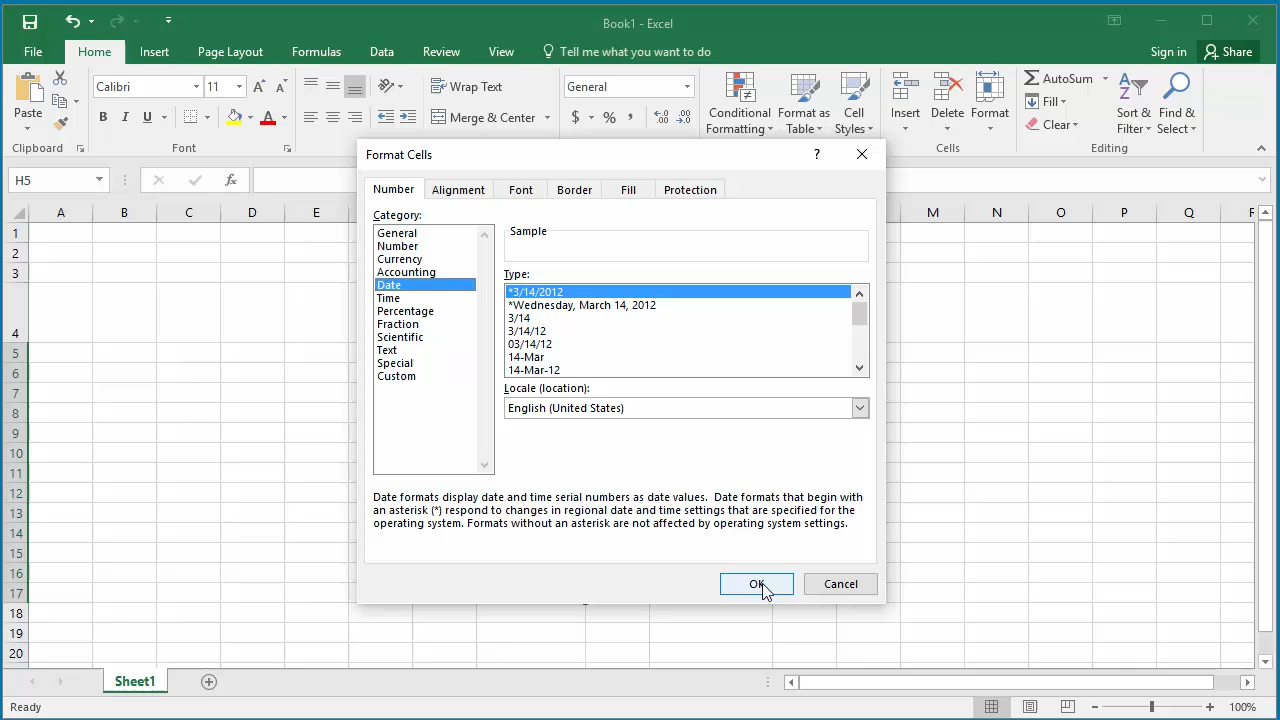 Book1 - Excel
File Home Insert Page Layout Formulas Data Review View Tell me what you want to do Sign in Share
Paste
Clipboard
Calibri 11
B I U
Font
Wrap Text
Merge & Center
General
$ % ,
Conditional Formatting
Format as Table
Cell Styles
Insert Delete Format
Cells
AutoSum
Fill
Clear
Sort & Filter
Find & Select
Editing
H5
fx
A B C D E M N O P Q R
1
2
3
4
5
6
7
8
9
10
11
12
13
14
15
16
17
18
19
20
Format Cells ?
Number Alignment Font Border Fill Protection
Category:
General
Number
Currency
Accounting
Date
Time
Percentage
Fraction
Scientific
Text
Special
Custom
Sample
Type:
*3/14/2012
*Wednesday, March 14, 2012
3/14
3/14/12
03/14/12
14-Mar
14-Mar-12
Locale (location):
English (United States)
Date formats display date and time serial numbers as date values. Date formats that begin with
an asterisk (*) respond to changes in regional date and time settings that are specified for the
operating system. Formats without an asterisk are not affected by operating system settings.
OK Cancel
Sheet1
Ready 100%